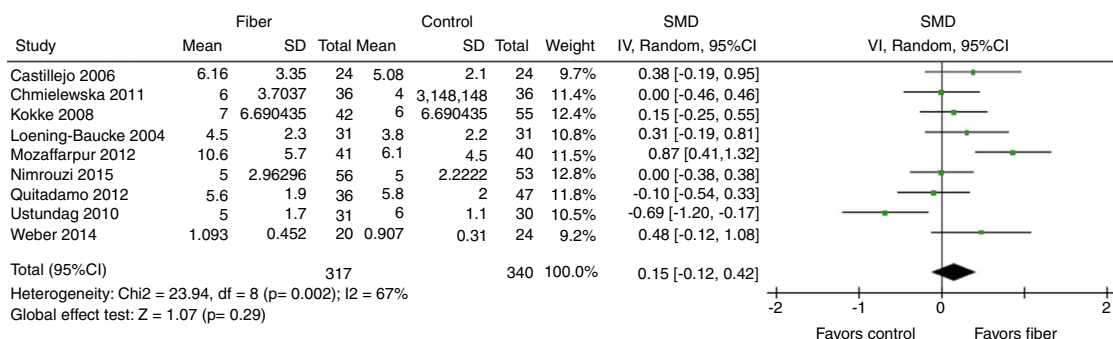 Fiber Control SMD SMD
Study Mean SD Total Mean SD Total Weight IV, Random, 95%CI VI, Random, 95%CI
Castillejo 2006 6.16 3.35 24 5.08 2.1 24 9.7% 0.38 [-0.19, 0.95]
Chmielewska 2011 6 3.7037 36 4 3,148,148 36 11.4% 0.00 [-0.46, 0.46]
Kokke 2008 7 6.690435 42 6 6.690435 55 12.4% 0.15 [-0.25, 0.55]
Loening-Baucke 2004 4.5 2.3 31 3.8 2.2 31 10.8% 0.31 [-0.19, 0.81]
Mozaffarpur 2012 10.6 5.7 41 6.1 4.5 40 11.5% 0.87 [0.41,1.32]
Nimrouzi 2015 5 2.96296 56 5 2.2222 53 12.8% 0.00 [-0.38, 0.38]
Quitadamo 2012 5.6 1.9 36 5.8 2 47 11.8% -0.10 [-0.54, 0.33]
Ustundag 2010 5 1.7 31 6 1.1 30 10.5% -0.69 [-1.20, -0.17]
Weber 2014 1.093 0.452 20 0.907 0.31 24 9.2% 0.48 [-0.12, 1.08]
Total (95%CI) 317 340 100.0% 0.15 [-0.12, 0.42]
Heterogeneity: Chi2 = 23.94, df = 8 (p= 0.002); I2 = 67%
Global effect test: Z = 1.07 (p= 0.29)
-2 -1 0 1 2
Favors control Favors fiber